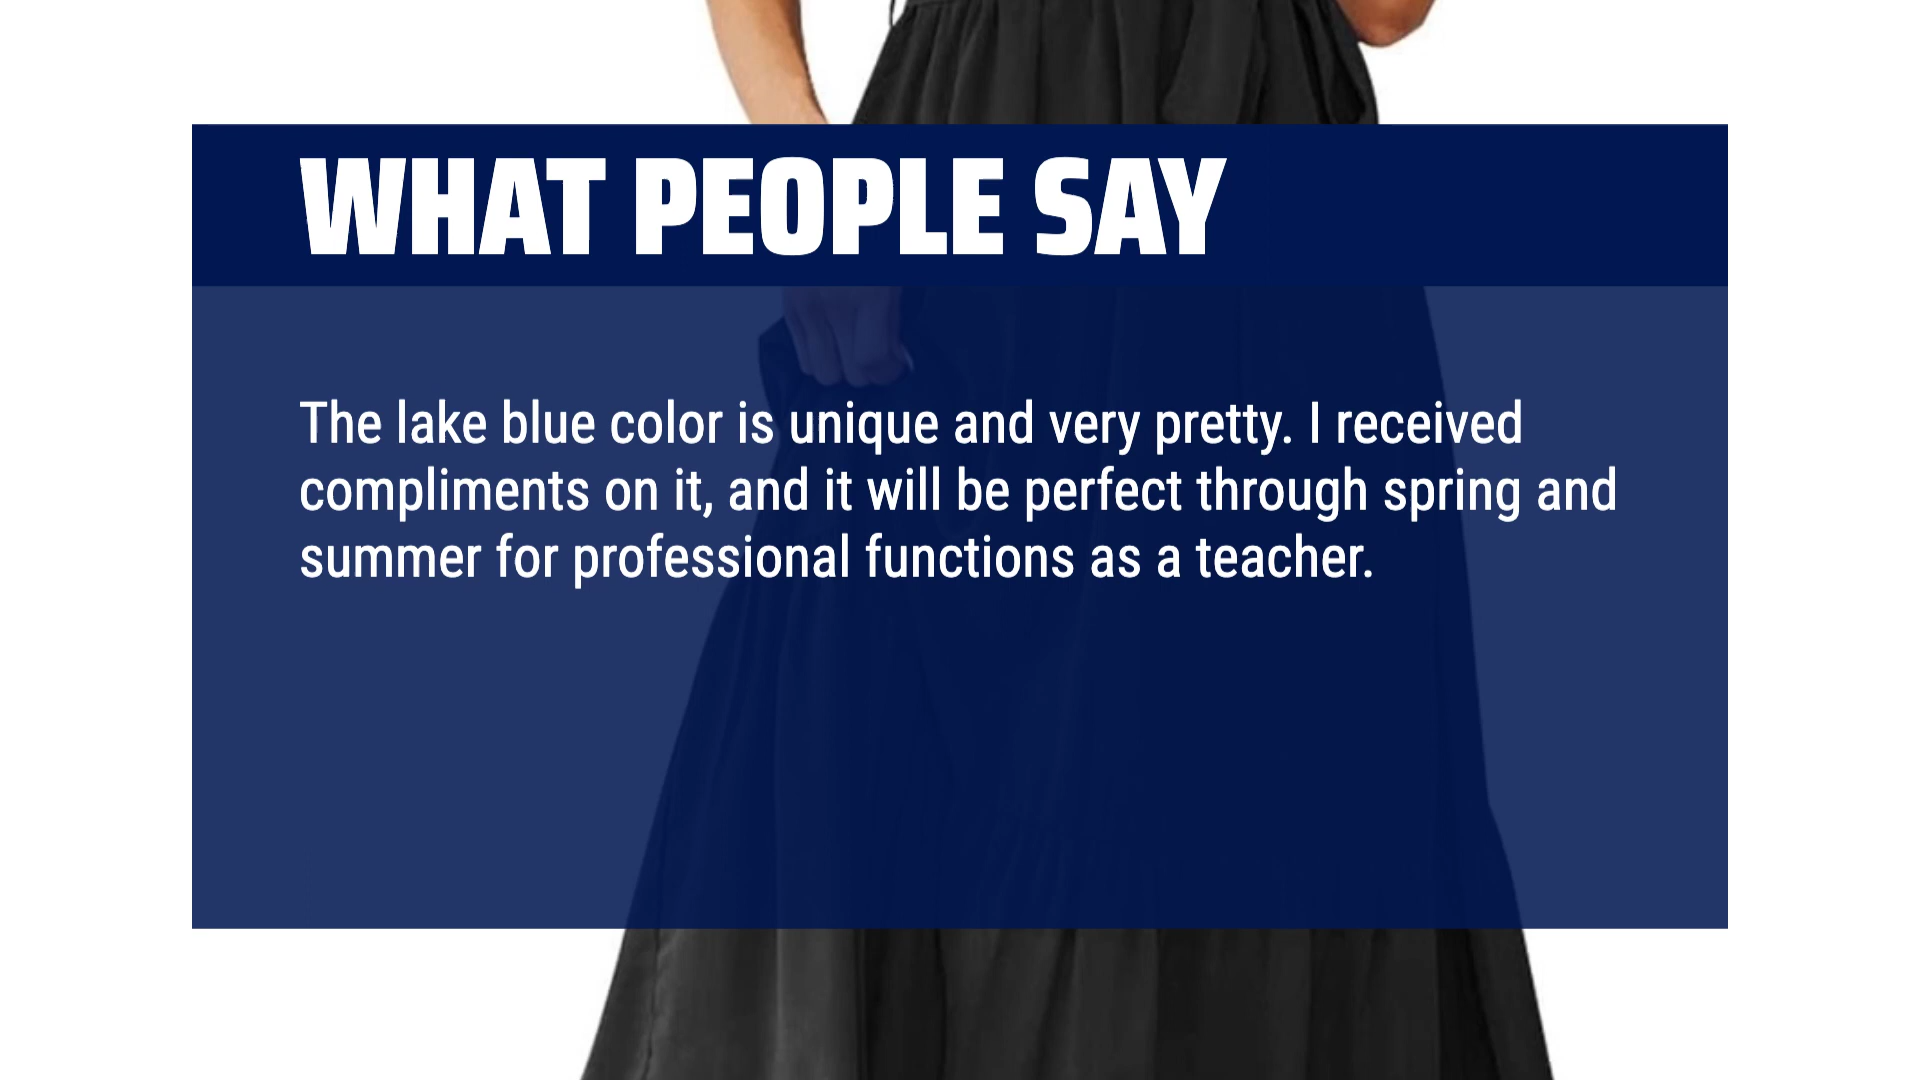 WHAT PEOPLE SAY
The lake blue color is unique and very pretty. I received
compliments on it, and it will be perfect through spring and
summer for professional functions as a teacher.